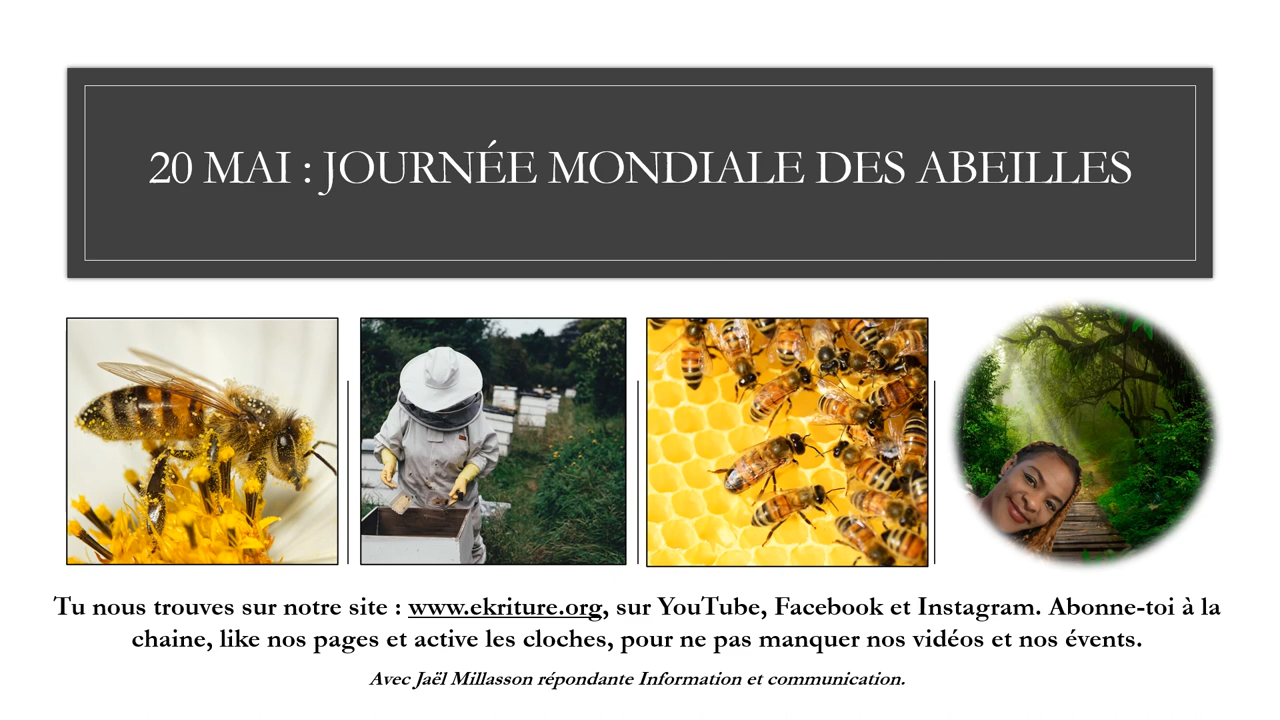 20 MAI : JOURNÉE MONDIALE DES ABEILLES
Tu nous trouves sur notre site : www.ekriture.org, sur YouTube, Facebook et Instagram. Abonne-toi à la
chaine, like nos pages et active les cloches, pour ne pas manquer nos vidéos et nos évents.
Avec Jaël Millasson répondante Information et communication.